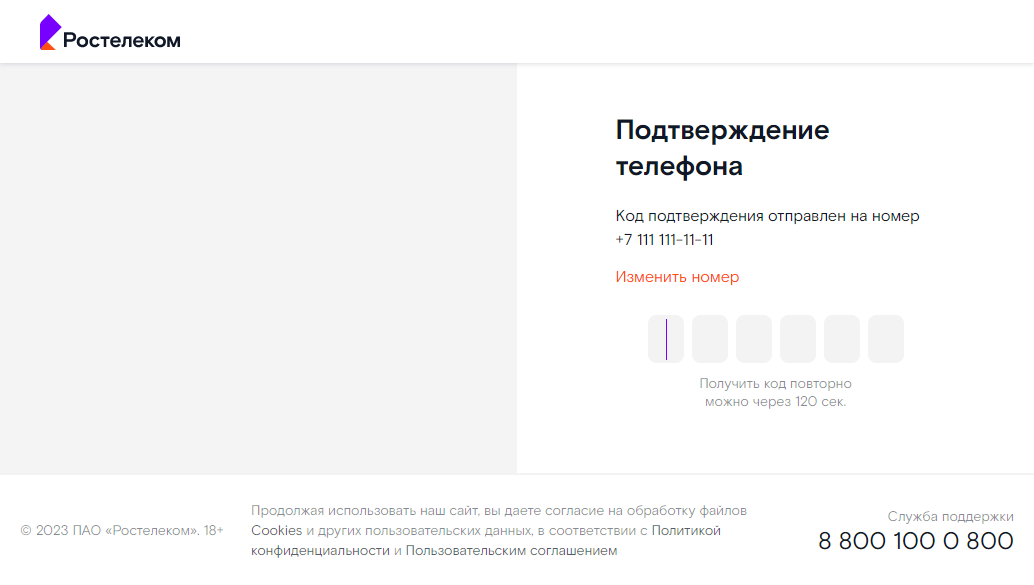 Ростелеком
Подтверждение
телефона
Код подтверждения отправлен на номер
+7 111 111-11-11
Изменить номер
Получить код повторно
можно через 120 сек.
© 2023 ПАО «Ростелеком». 18+
Продолжая использовать наш сайт, вы даете согласие на обработку файлов
Cookies и других пользовательских данных, в соответствии с Политикой
конфиденциальности и Пользовательским соглашением
Служба поддержки
8 800 100 0 800